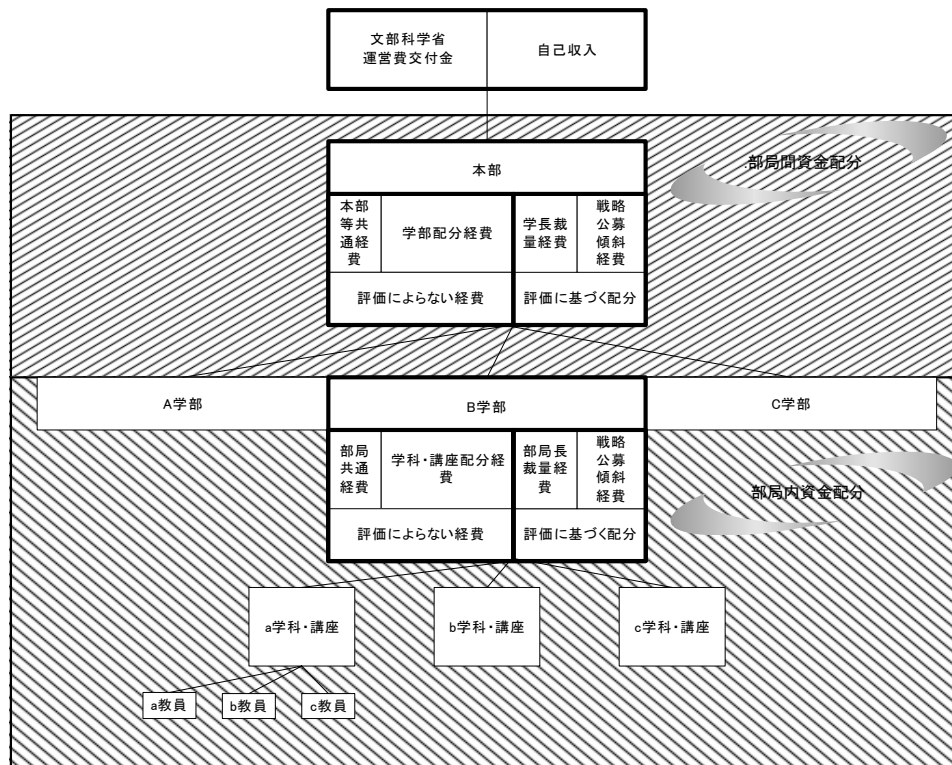 文部科学省
運営費交付金
自己収入
部局間資金配分
本部
本部
等共
通経
費
学部配分経費
学長裁
量経費
戦略
公募
傾斜
経費
評価によらない経費
評価に基づく配分
A学部
B学部
C学部
部局
共通
経費
学科・講座配分経
費
部局長
裁量経
費
戦略
公募
傾斜
経費
部局内資金配分
評価によらない経費
評価に基づく配分
a学科・講座
b学科・講座
c学科・講座
a教員
b教員
c教員